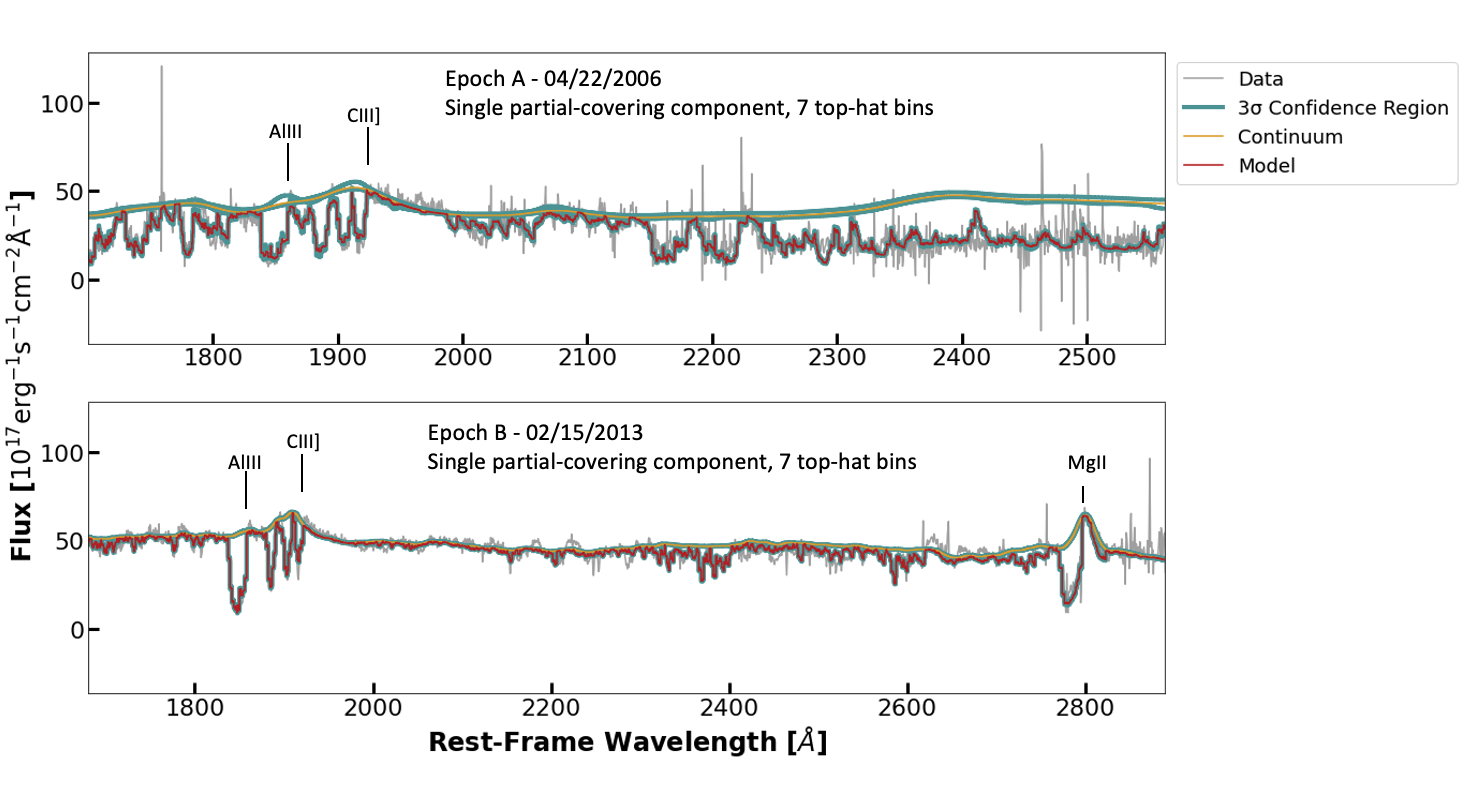 Epoch A - 04/22/2006
Single partial-covering component, 7 top-hat bins
AlIII
CIII]
100
50
0
1800 1900 2000 2100 2200 2300 2400 2500
Data
3σ Confidence Region
Continuum
Model
Flux [10¹⁷erg⁻¹s⁻¹cm⁻²Å⁻¹]
Epoch B - 02/15/2013
Single partial-covering component, 7 top-hat bins
AlIII
CIII]
MgII
100
50
0
1800 2000 2200 2400 2600 2800
Rest-Frame Wavelength [Å]